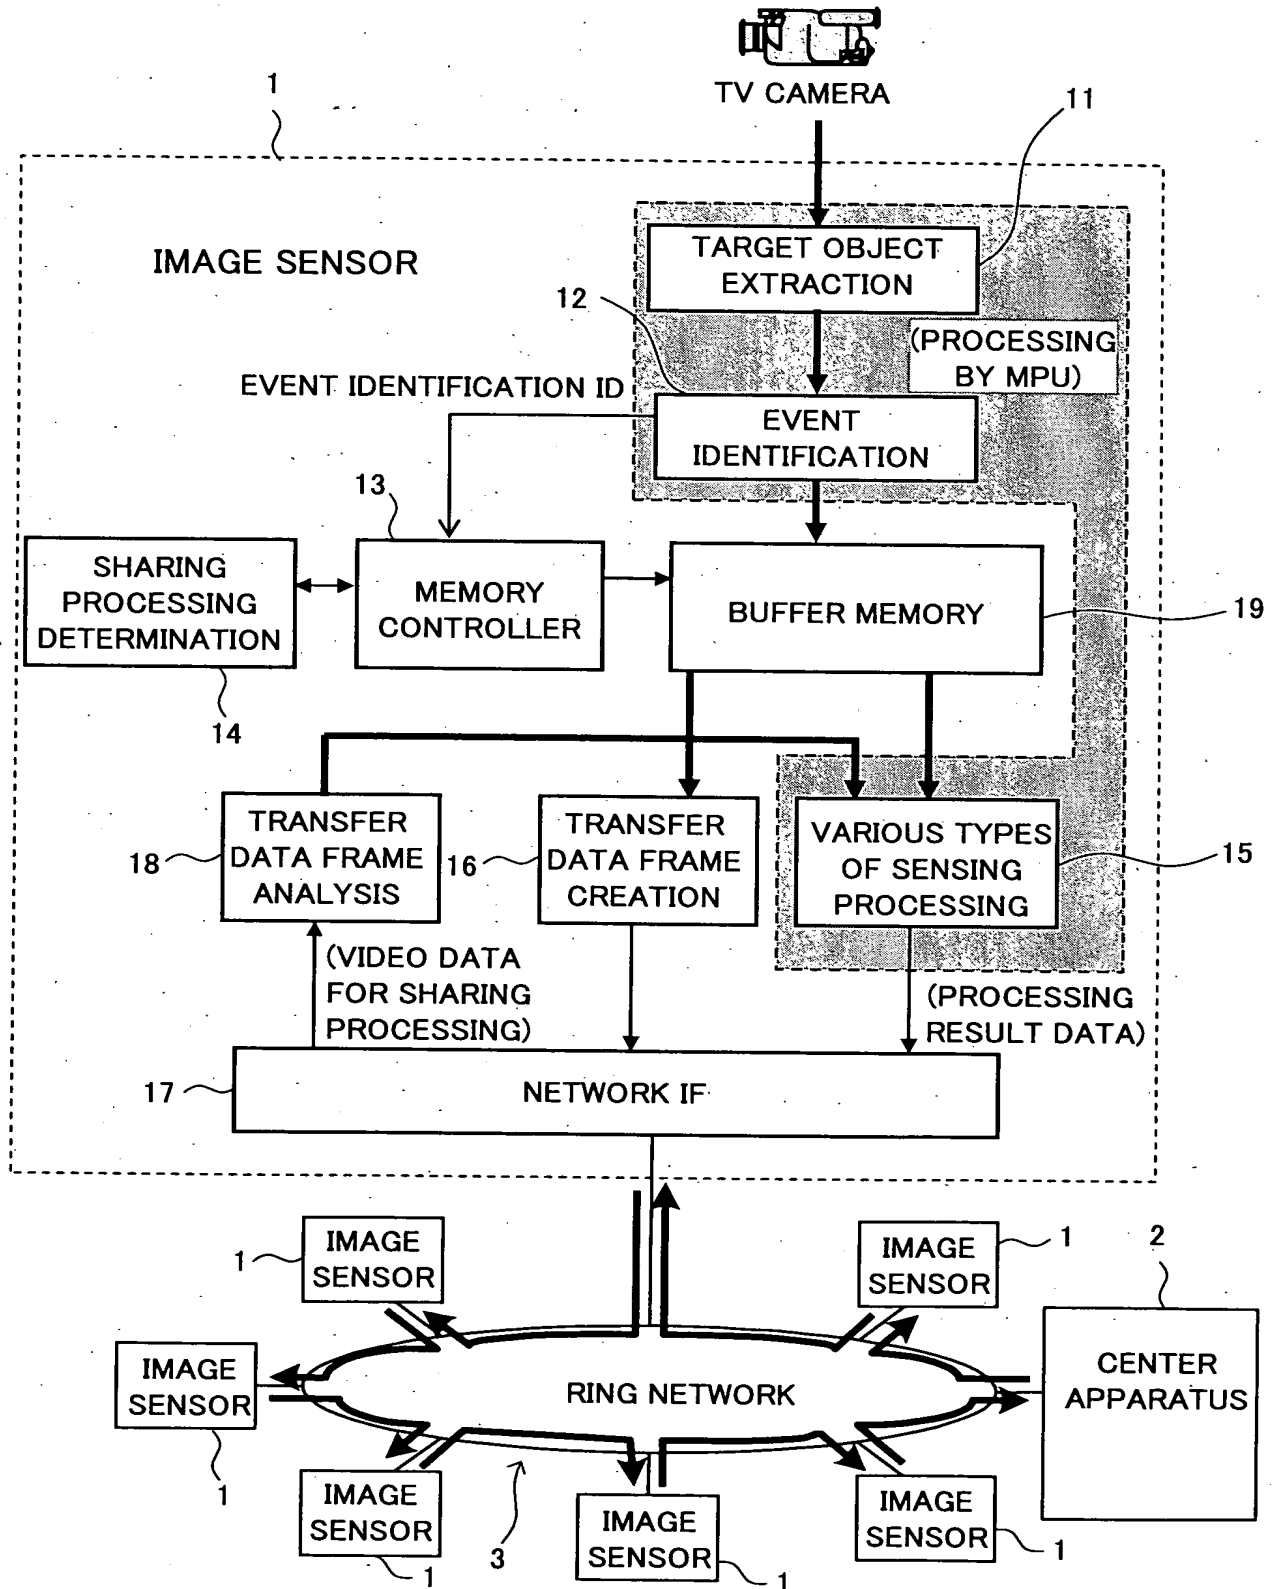 TV CAMERA
1
11
IMAGE SENSOR
TARGET OBJECT
EXTRACTION
12
(PROCESSING
BY MPU)
EVENT IDENTIFICATION ID
EVENT
IDENTIFICATION
13
SHARING
PROCESSING
DETERMINATION
MEMORY
CONTROLLER
BUFFER MEMORY
19
14
TRANSFER
DATA FRAME
ANALYSIS
18
TRANSFER
DATA FRAME
CREATION
16
VARIOUS TYPES
OF SENSING
PROCESSING
15
(VIDEO DATA
FOR SHARING
PROCESSING)
(PROCESSING
RESULT DATA)
17
NETWORK IF
1
IMAGE
SENSOR
IMAGE
SENSOR
1
2
IMAGE
SENSOR
1
RING NETWORK
CENTER
APPARATUS
IMAGE
SENSOR
1
3
IMAGE
SENSOR
1
IMAGE
SENSOR
1